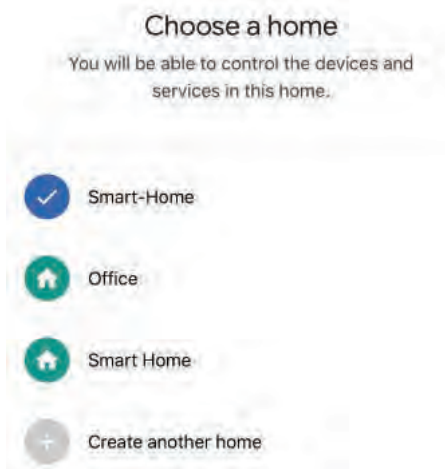 Choose a home
You will be able to control the devices and
services in this home.
Smart-Home
Office
Smart Home
Create another home